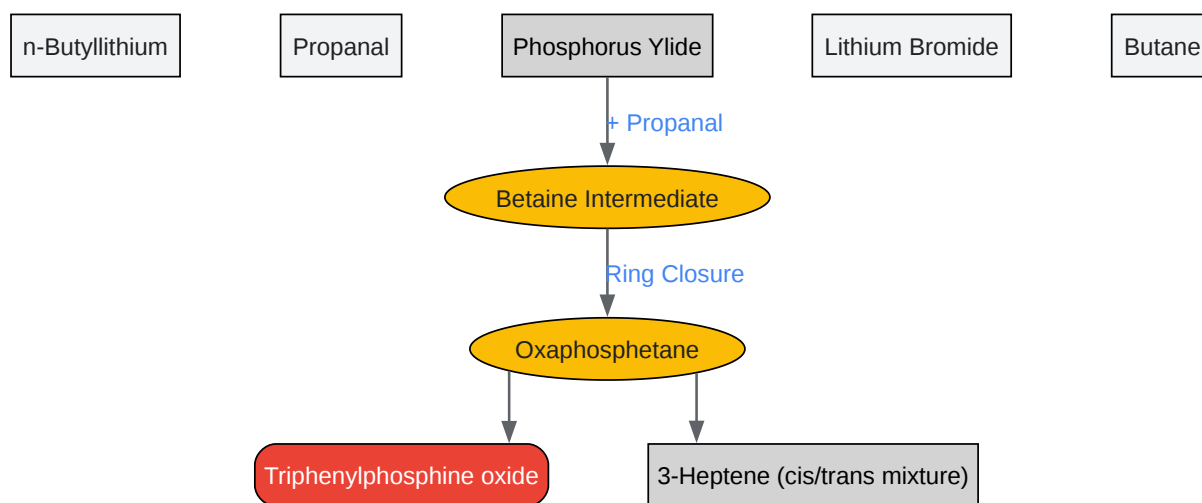 n-Butyllithium
Propanal
Phosphorus Ylide
Lithium Bromide
Butane
+ Propanal
Betaine Intermediate
Ring Closure
Oxaphosphetane
Triphenylphosphine oxide
3-Heptene (cis/trans mixture)